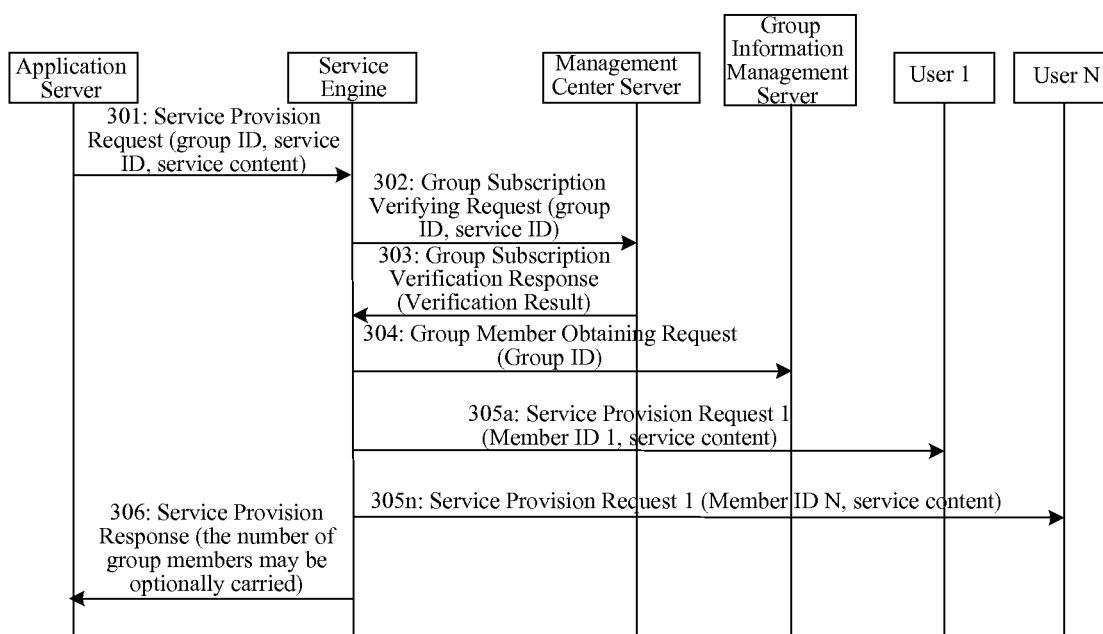 Application
Server
Service
Engine
Management
Center Server
Group
Information
Management
Server
User 1
User N
301: Service Provision
Request (group ID, service
ID, service content)
302: Group Subscription
Verifying Request (group
ID, service ID)
303: Group Subscription
Verification Response
(Verification Result)
304: Group Member Obtaining Request
(Group ID)
305a: Service Provision Request 1
(Member ID 1, service content)
305n: Service Provision Request 1 (Member ID N, service content)
306: Service Provision
Response (the number of
group members may be
optionally carried)